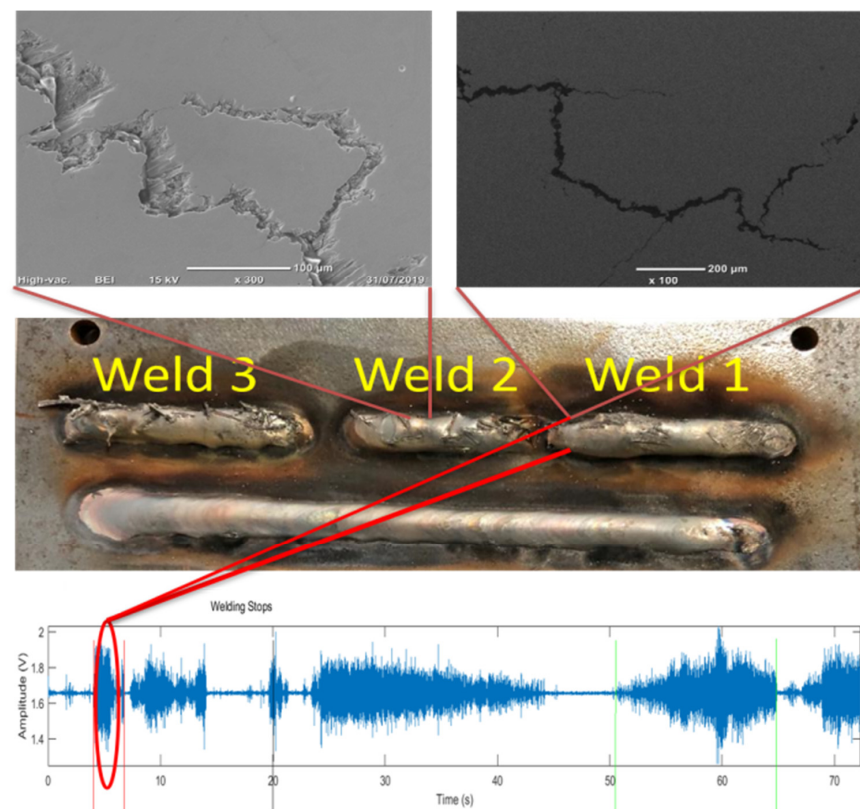 100 µm
High-vac. BEI 15 kV x 300 31/07/2019
200 µm
x 100
Weld 3 Weld 2 Weld 1
Welding Stops
Amplitude (V)
2
1.8
1.6
1.4
0 10 20 30 40 50 60 70
Time (s)